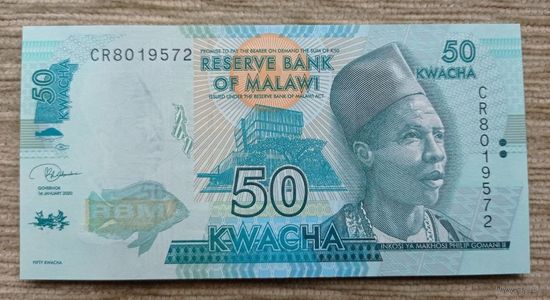 CR8019572
PROMISE TO PAY THE BEARER ON DEMAND THE SUM OF K50
RESERVE BANK
OF MALAWI
ISSUED UNDER THE RESERVE BANK OF MALAWI ACT
50
KWACHA
50
KWACHA
CR8019572
GOVERNOR
1st JANUARY 2020
RBM
50
KWACHA
FIFTY KWACHA
INKOSI YA MAKHOSI PHILIP GOMANI II